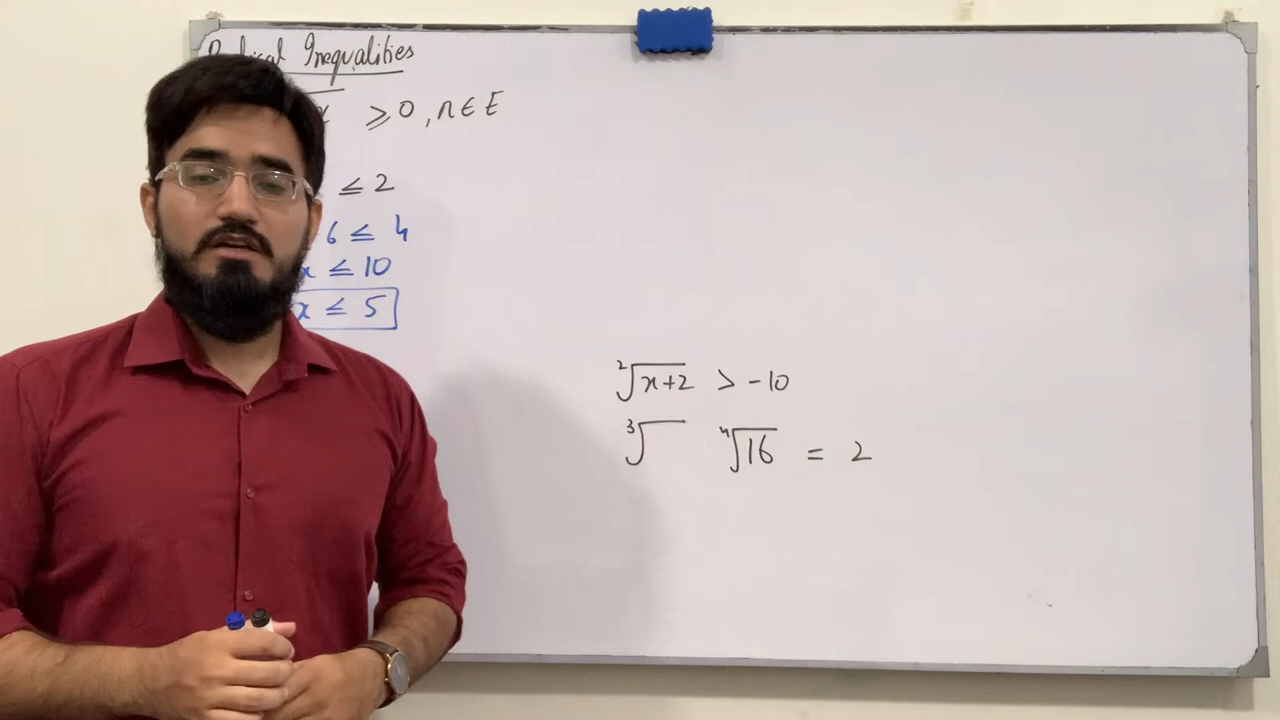 Radical Inequalities
x ≥ 0, n ∈ E
≤ 2
6 ≤ 4
x ≤ 10
x ≤ 5
²√(x+2) > -10
³√ ⁴√16 = 2